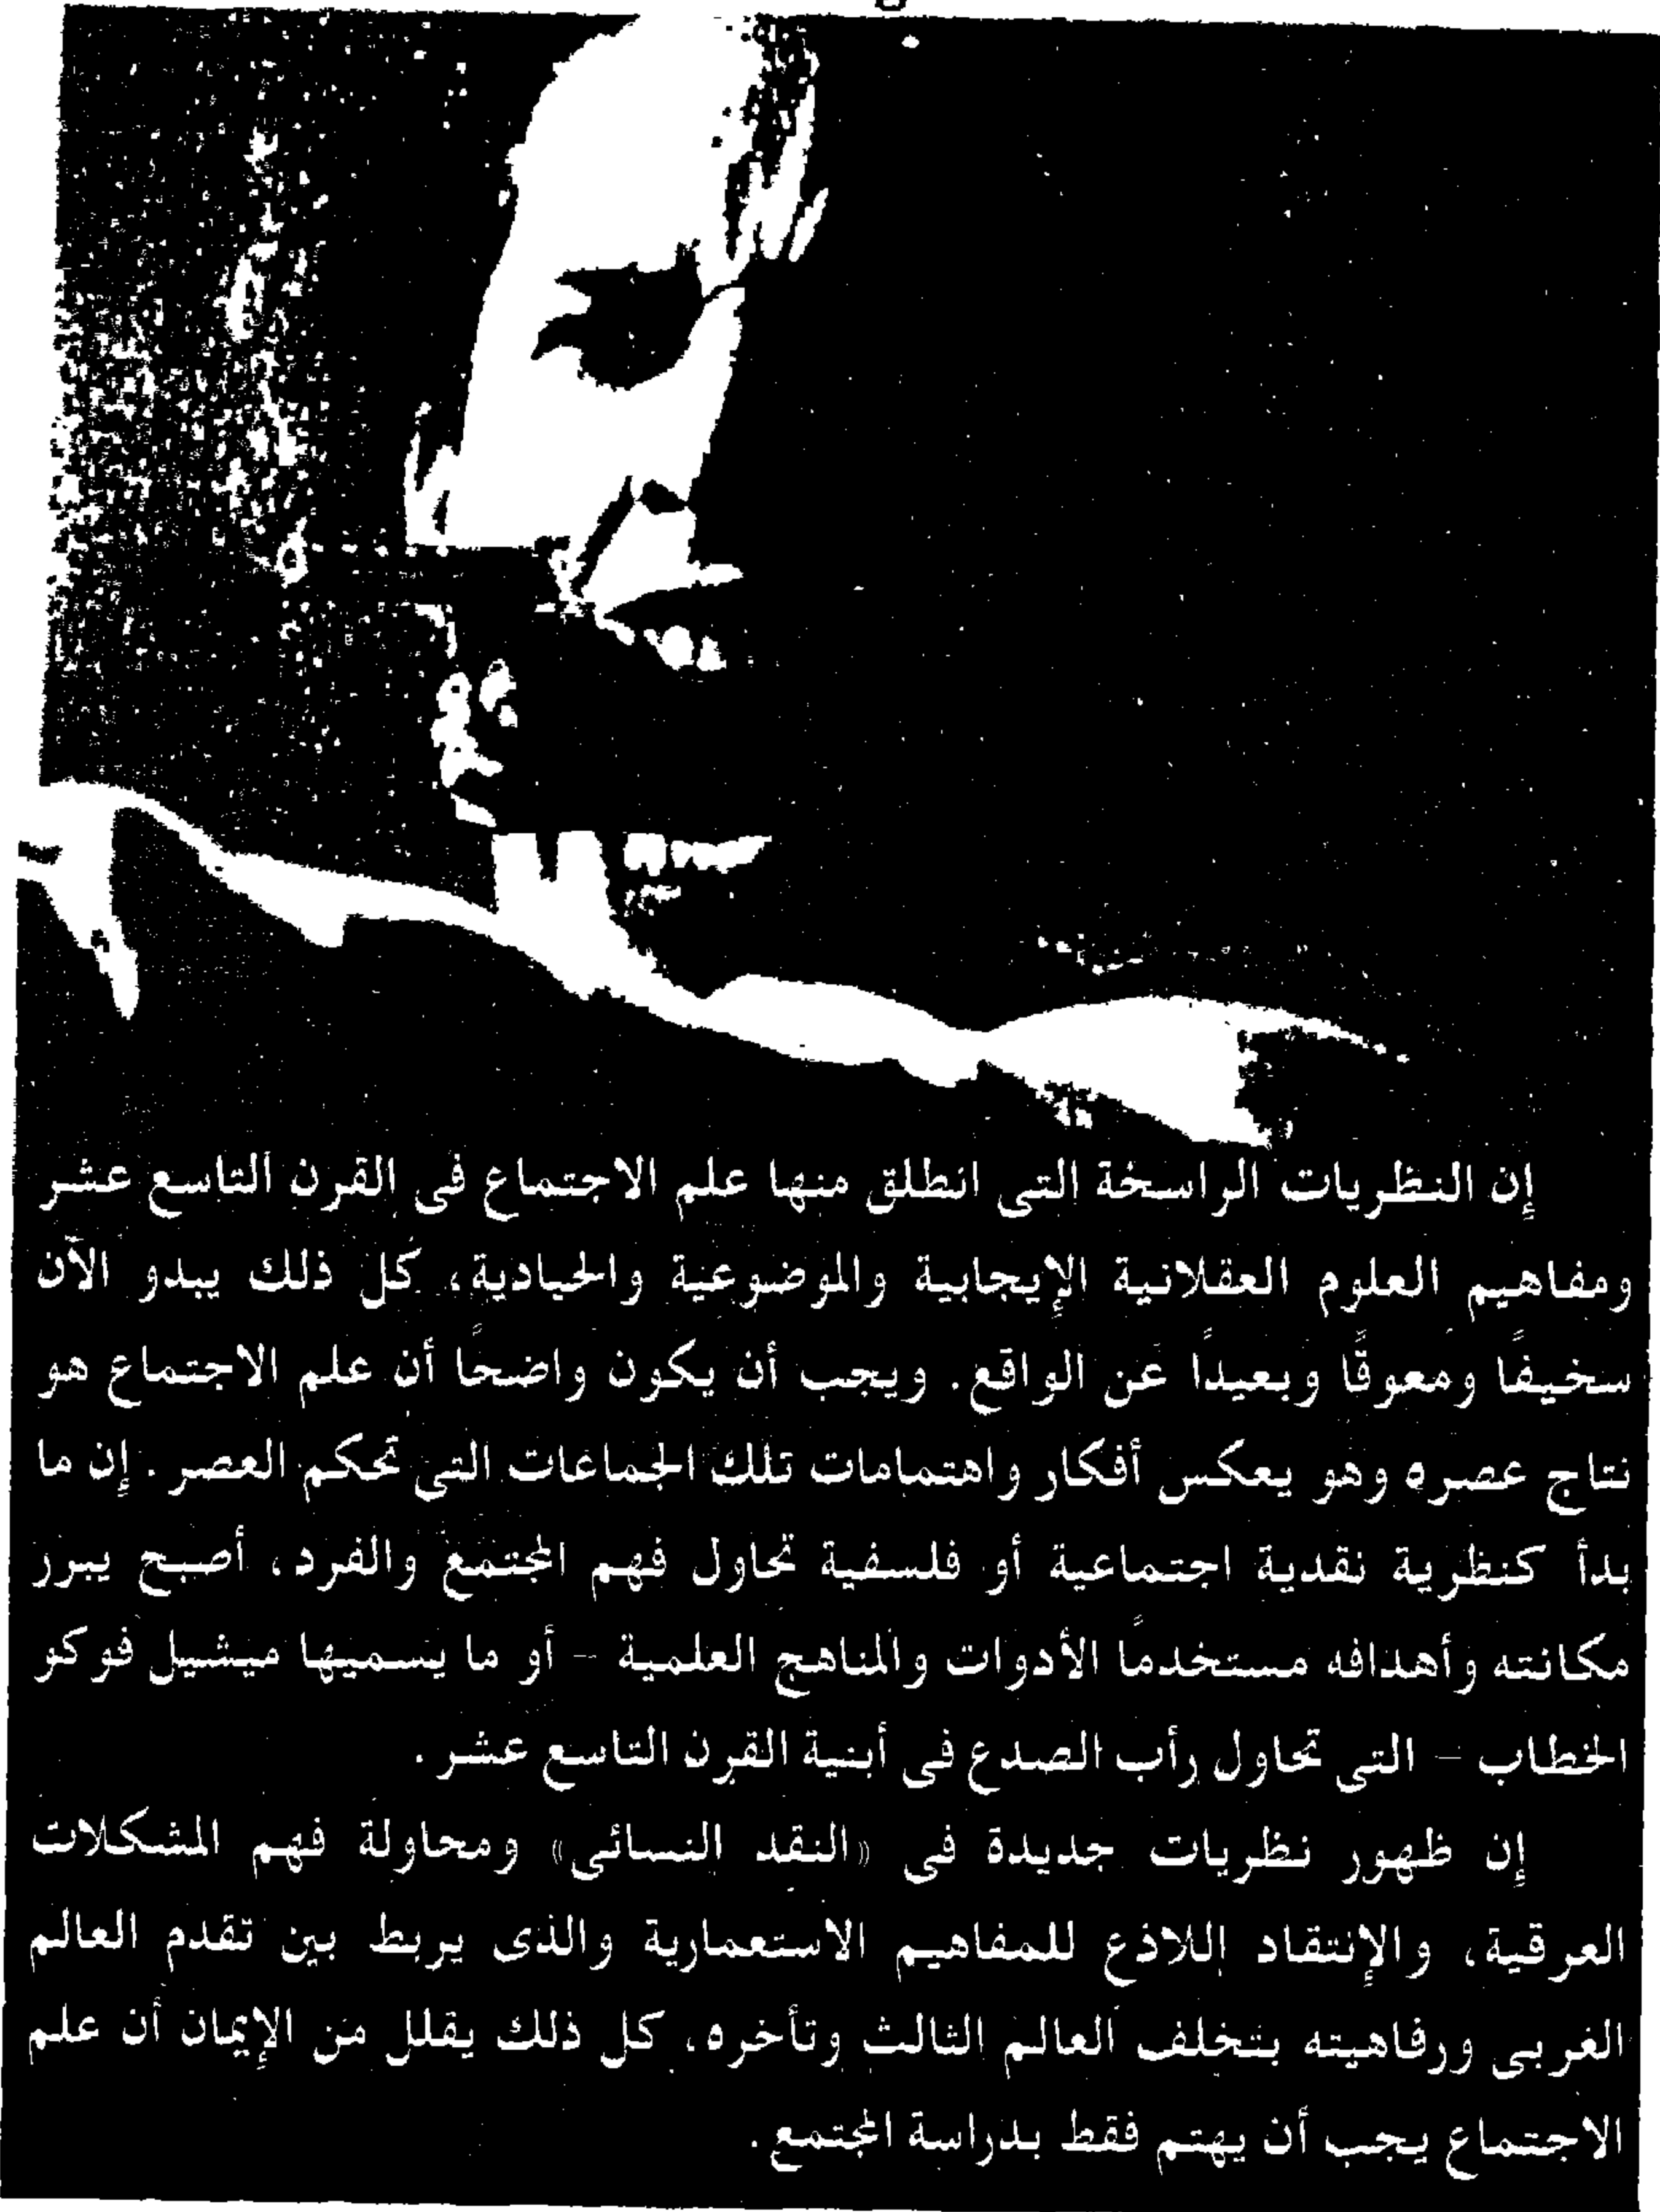 إن النظريات الراسخة التى انطلق منها علم الاجتماع فى القرن التاسع عشر
ومفاهيم العلوم العقلانية الإيجابية والموضوعية والحيادية، كل ذلك يبدو الآن
سخيفًا ومعوقًا وبعيدًا عن الواقع. ويجب أن يكون واضحًا أن علم الاجتماع هو
نتاج عصره وهو يعكس أفكار واهتمامات تلك الجماعات التى تحكم العصر. إن ما
بدأ كنظرية نقدية اجتماعية أو فلسفية تحاول فهم المجتمع والفرد، أصبح يبرر
مكانته وأهدافه مستخدمًا الأدوات والمناهج العلمية - أو ما يسميها ميشيل فوكو
الخطاب - التى تحاول رأب الصدع فى أبنية القرن التاسع عشر.
إن ظهور نظريات جديدة فى «النقد النسائى» ومحاولة فهم المشكلات
العرقية، والإنتقاد اللاذع للمفاهيم الاستعمارية والذى يربط بين تقدم العالم
الغربى ورفاهيته بتخلف العالم الثالث وتأخره، كل ذلك يقلل من الإيمان أن علم
الاجتماع يجب أن يهتم فقط بدراسة المجتمع.